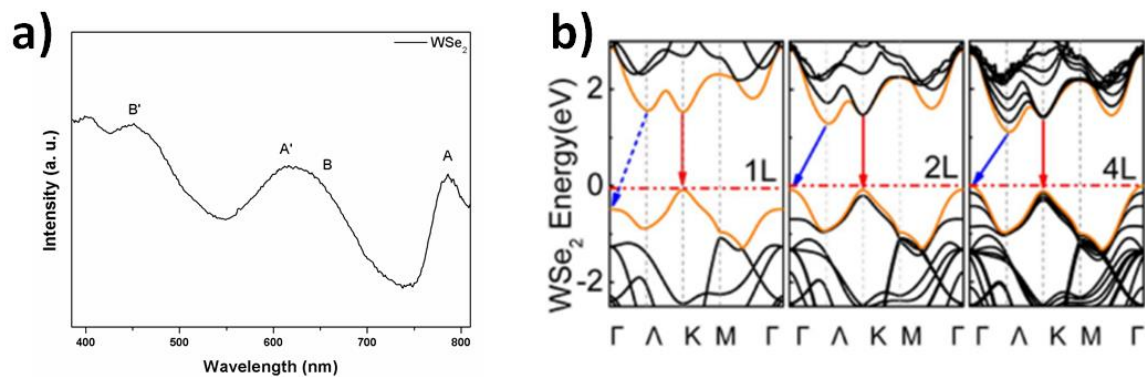 a)
WSe₂
B'
A'
B
A
Intensity (a. u.)
400 500 600 700 800
Wavelength (nm)
b)
WSe₂ Energy(eV)
2
0
-2
1L
2L
4L
Γ Λ K M Γ Λ K M Γ Λ K M Γ